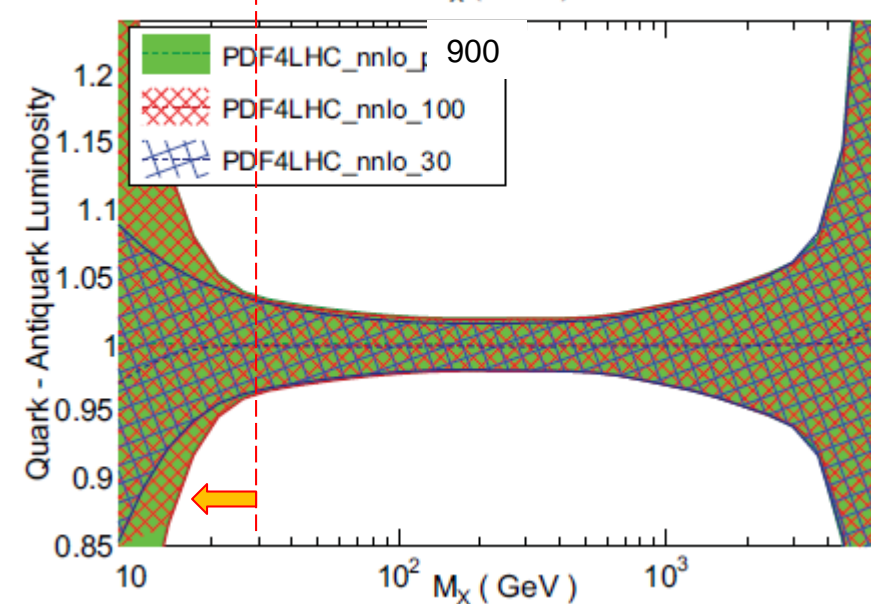 PDF4LHC_nnlo_p 900
PDF4LHC_nnlo_100
PDF4LHC_nnlo_30
Quark - Antiquark Luminosity
1.2
1.15
1.1
1.05
1
0.95
0.9
0.85
10 10² 10³
M_X ( GeV )